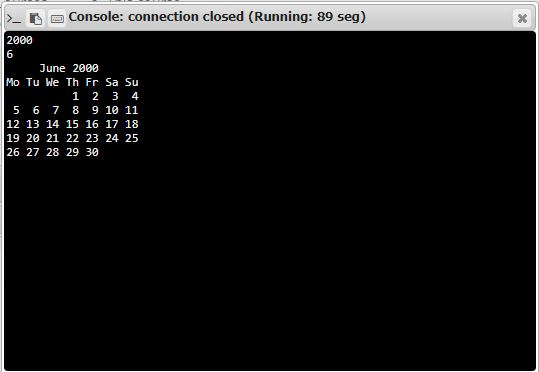 >_ Console: connection closed (Running: 89 seg)
2000
6
     June 2000
Mo Tu We Th Fr Sa Su
          1  2  3  4
 5  6  7  8  9 10 11
12 13 14 15 16 17 18
19 20 21 22 23 24 25
26 27 28 29 30